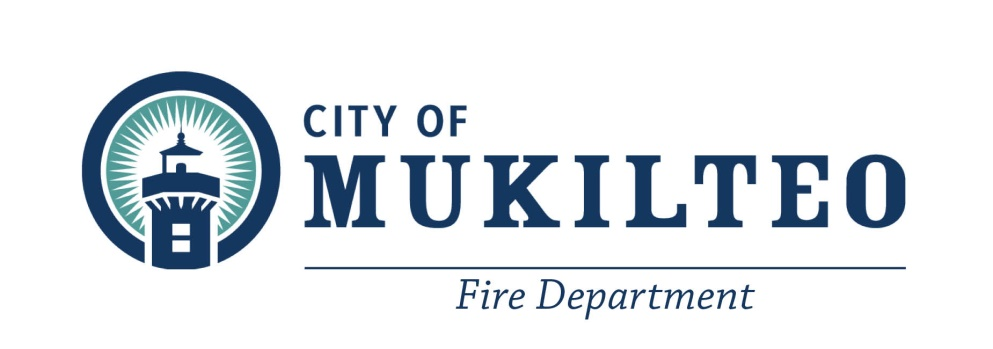 CITY OF
MUKILTEO
Fire Department